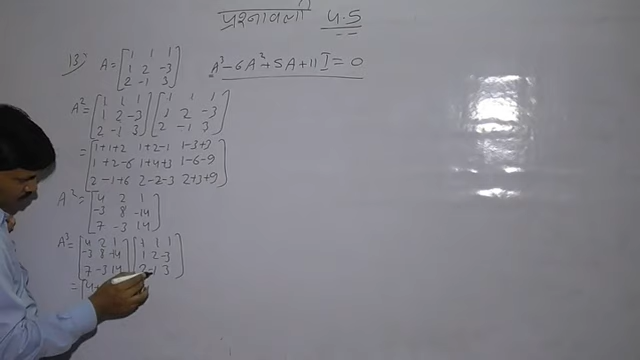 प्रश्नावली 4.5
15) A = [1 1 1
1 2 -3
2 -1 3]
A³-6A²+5A+11I = 0
A² = [1 1 1
1 2 -3
2 -1 3] [1 1 1
1 2 -3
2 -1 3]
= [1+1+2 1+2-1 1-3+3
1+2-6 1+4+3 1-6-9
2-1+6 2-2-3 2+3+9]
A² = [4 2 1
-3 8 -14
7 -3 14]
A³ = [4 2 1
-3 8 -14
7 -3 14] [1 1 1
1 2 -3
2 -1 3]
= [4+